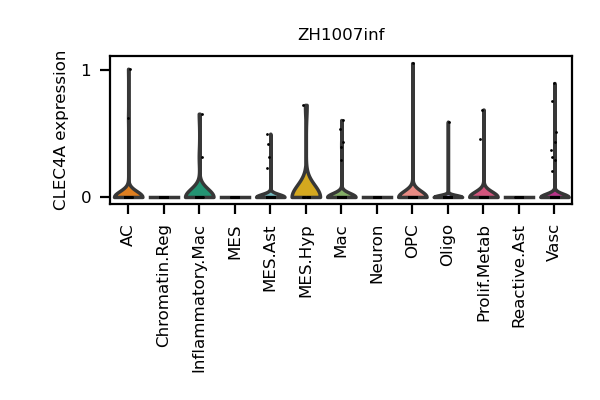 ZH1007inf
CLEC4A expression
1
0
AC
Chromatin.Reg
Inflammatory.Mac
MES
MES.Ast
MES.Hyp
Mac
Neuron
OPC
Oligo
Prolif.Metab
Reactive.Ast
Vasc